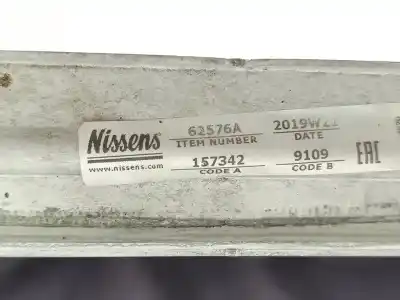 Nissens
www.nissens.com
62576A
ITEM NUMBER
157342
CODE A
DATE
9109
CODE B
EAC